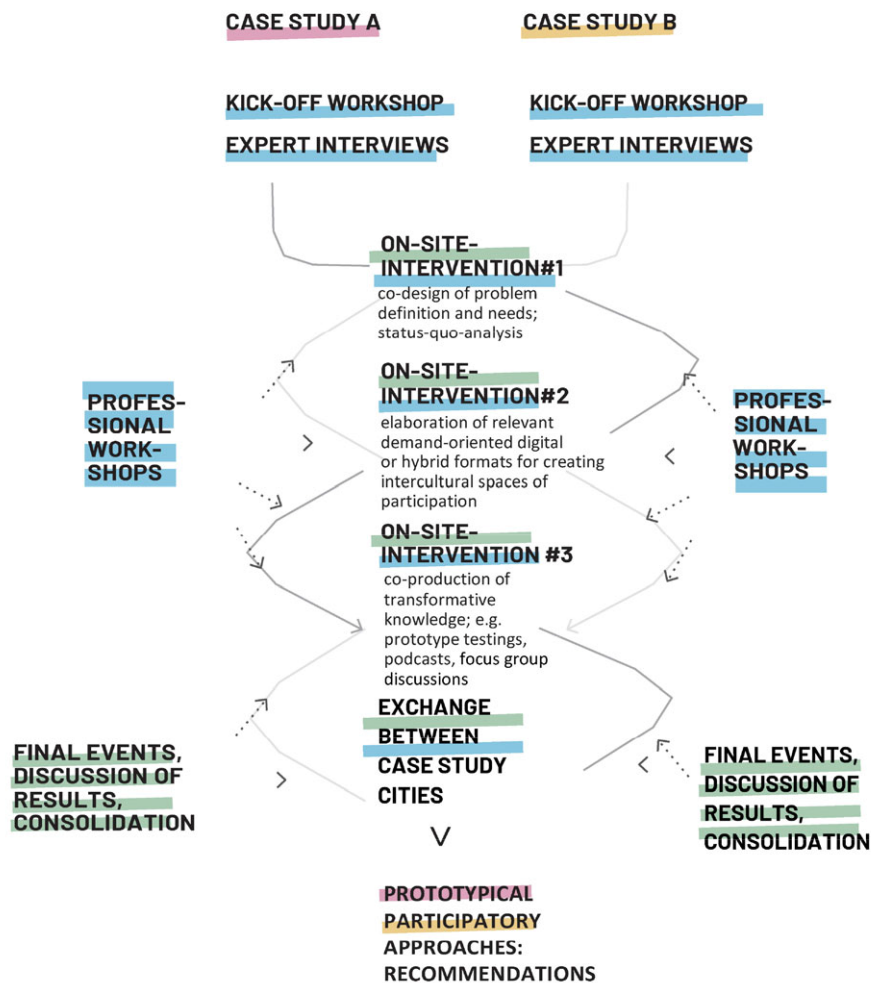 CASE STUDY A
CASE STUDY B
KICK-OFF WORKSHOP
EXPERT INTERVIEWS
KICK-OFF WORKSHOP
EXPERT INTERVIEWS
ON-SITE-
INTERVENTION#1
co-design of problem
definition and needs;
status-quo-analysis
ON-SITE-
INTERVENTION#2
elaboration of relevant
demand-oriented digital
or hybrid formats for creating
intercultural spaces of
participation
PROFES-
SIONAL
WORK-
SHOPS
PROFES-
SIONAL
WORK-
SHOPS
ON-SITE-
INTERVENTION #3
co-production of
transformative
knowledge; e.g.
prototype testings,
podcasts, focus group
discussions
EXCHANGE
BETWEEN
CASE STUDY
CITIES
FINAL EVENTS,
DISCUSSION OF
RESULTS,
CONSOLIDATION
FINAL EVENTS,
DISCUSSION OF
RESULTS,
CONSOLIDATION
PROTOTYPICAL
PARTICIPATORY
APPROACHES:
RECOMMENDATIONS